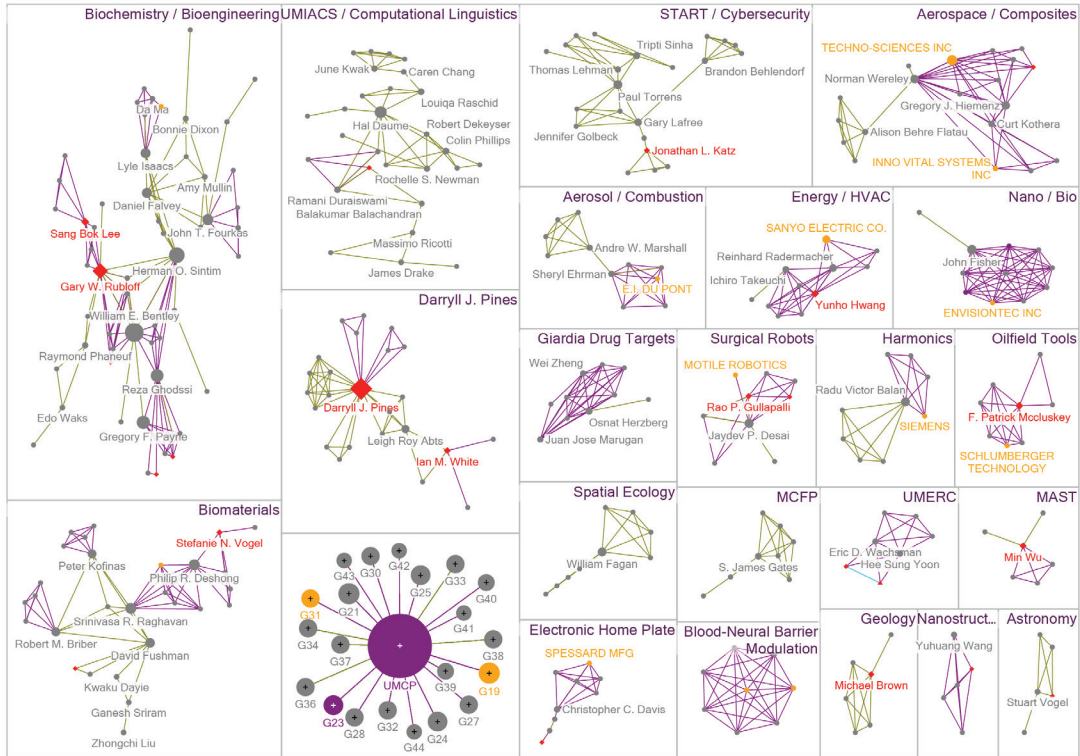 Biochemistry / Bioengineering
Da Ma
Bonnie Dixon
Lyle Isaacs
Amy Mullin
Daniel Falvey
John T. Fourkas
Sang Bok Lee
Herman O. Sintim
Gary W. Rubloff
William E. Bentley
Raymond Phaneuf
Reza Ghodssi
Edo Waks
Gregory F. Payne
UMIACS / Computational Linguistics
June Kwak
Caren Chang
Louiqa Raschid
Hal Daume
Robert Dekeyser
Colin Phillips
Rochelle S. Newman
Ramani Duraiswami
Balakumar Balachandran
Massimo Ricotti
James Drake
START / Cybersecurity
Tripti Sinha
Thomas Lehman
Brandon Behlendorf
Paul Torrens
Gary Lafree
Jennifer Golbeck
Jonathan L. Katz
Aerospace / Composites
TECHNO-SCIENCES INC
Norman Wereley
Gregory J. Hiemenz
Curt Kothera
Alison Behre Flatau
INNO VITAL SYSTEMS,
INC
Aerosol / Combustion
Andre W. Marshall
Sheryl Ehrman
E.I. DU PONT
Energy / HVAC
SANYO ELECTRIC CO.
Reinhard Radermacher
Ichiro Takeuchi
Yunho Hwang
Nano / Bio
John Fisher
ENVISIONTEC INC
Darryll J. Pines
Darryll J. Pines
Leigh Roy Abts
Ian M. White
Giardia Drug Targets
Wei Zheng
Osnat Herzberg
Juan Jose Marugan
Surgical Robots
MOTILE ROBOTICS
Rao P. Gullapalli
Jaydev P. Desai
Harmonics
Radu Victor Balan
SIEMENS
Oilfield Tools
F. Patrick Mccluskey
SCHLUMBERGER
TECHNOLOGY
Biomaterials
Stefanie N. Vogel
Peter Kofinas
Philip R. Deshong
Srinivasa R. Raghavan
Robert M. Briber
David Fushman
Kwaku Dayie
Ganesh Sriram
Zhongchi Liu
G42
G30
G43
G33
G25
G40
G21
G31
G41
G34
G37
G38
UMCP
G39
G19
G36
G23
G28
G32
G27
G24
G44
Spatial Ecology
William Fagan
MCFP
S. James Gates
UMERC
Eric D. Wachsman
Hee Sung Yoon
MAST
Min Wu
Electronic Home Plate
SPESSARD MFG
Christopher C. Davis
Blood-Neural Barrier
Modulation
Geology
Michael Brown
Nanostruct...
Yuhuang Wang
Astronomy
Stuart Vogel